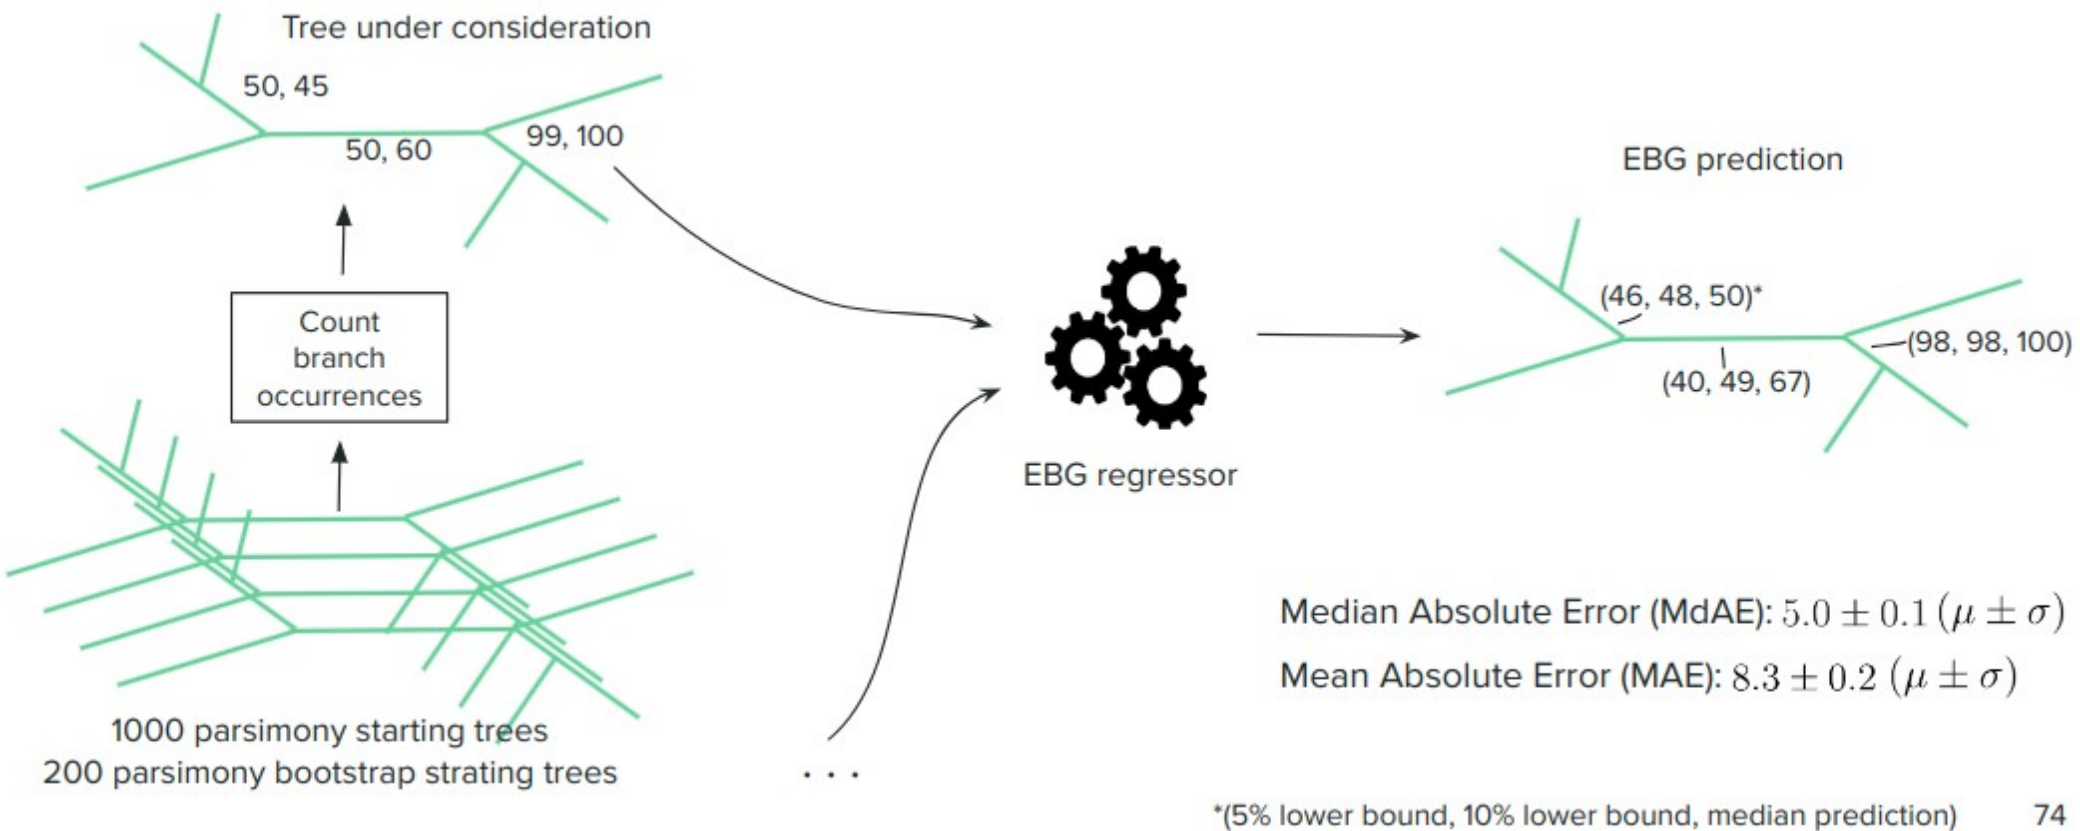 Tree under consideration
50, 45
50, 60
99, 100
Count
branch
occurrences
1000 parsimony starting trees
200 parsimony bootstrap strating trees
. . .
EBG regressor
EBG prediction
(46, 48, 50)*
(98, 98, 100)
(40, 49, 67)
Median Absolute Error (MdAE): 5.0 ± 0.1 (μ ± σ)
Mean Absolute Error (MAE): 8.3 ± 0.2 (μ ± σ)
*(5% lower bound, 10% lower bound, median prediction)
74